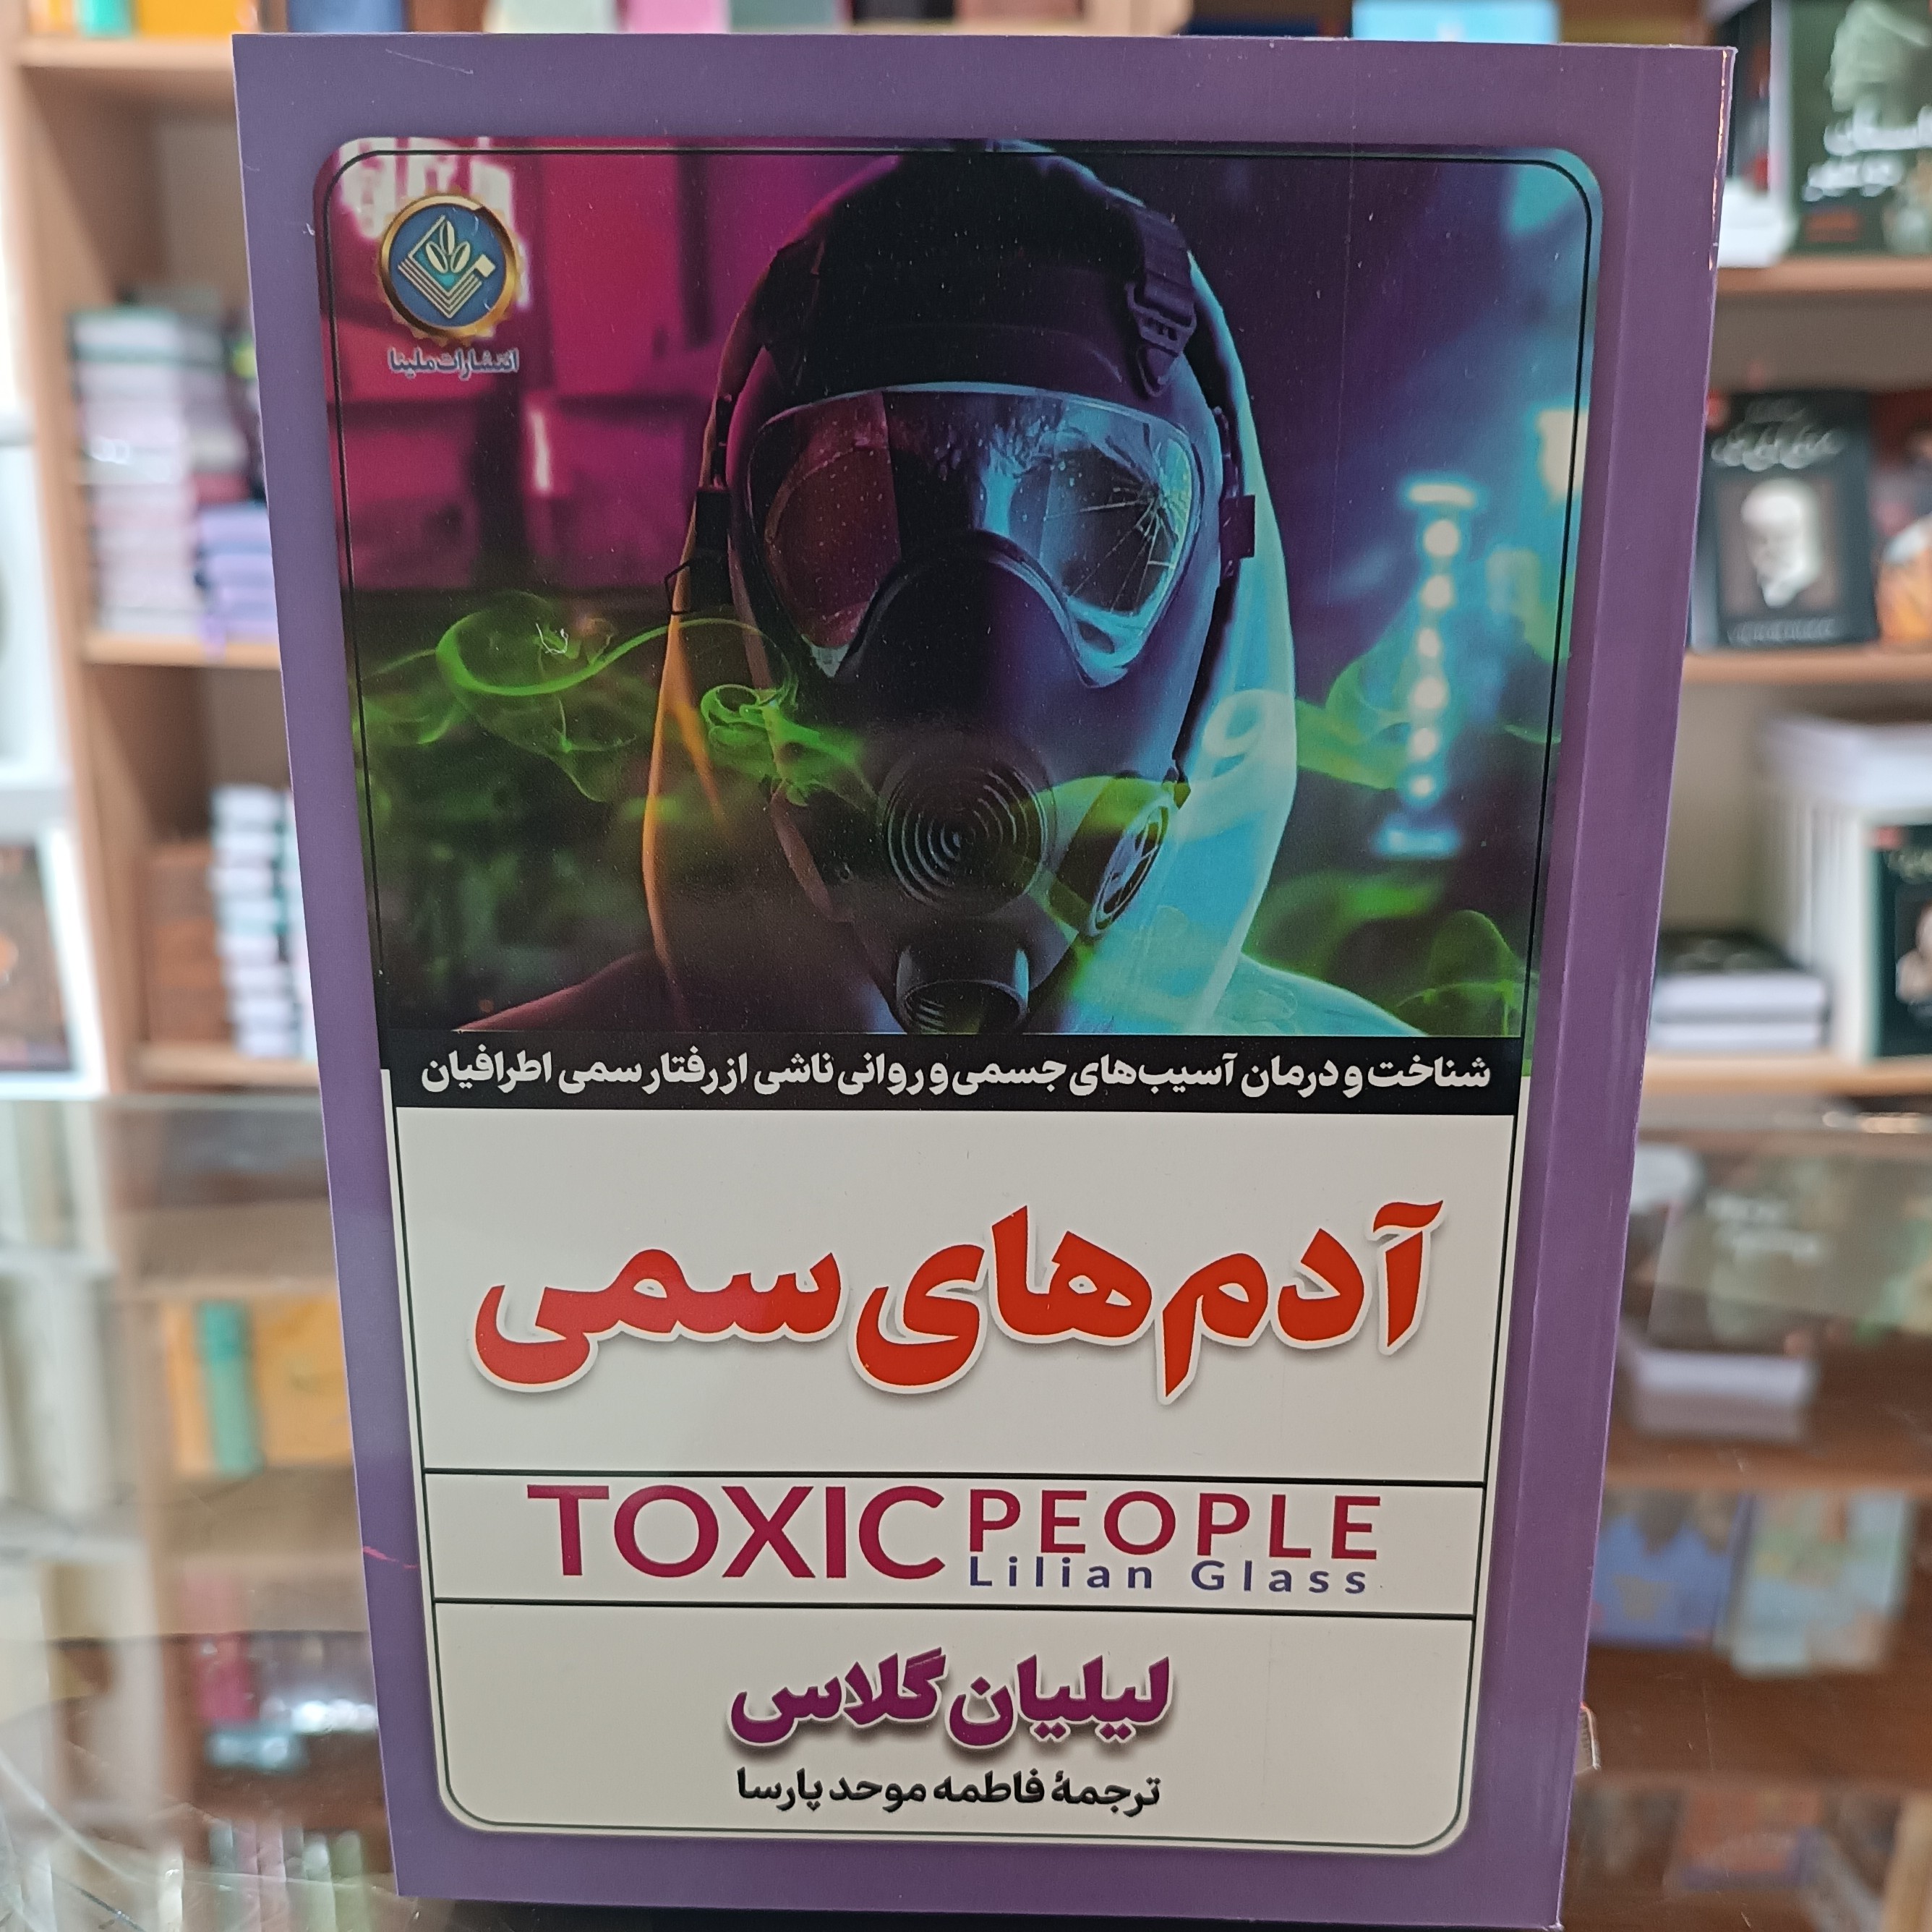 انتشارات ملینا
شناخت و درمان آسیب‌های جسمی و روانی ناشی از رفتار سمی اطرافیان
آدم‌های سمی
TOXIC PEOPLE
Lilian Glass
لیلیان گلاس
ترجمهٔ فاطمه موحد پارسا